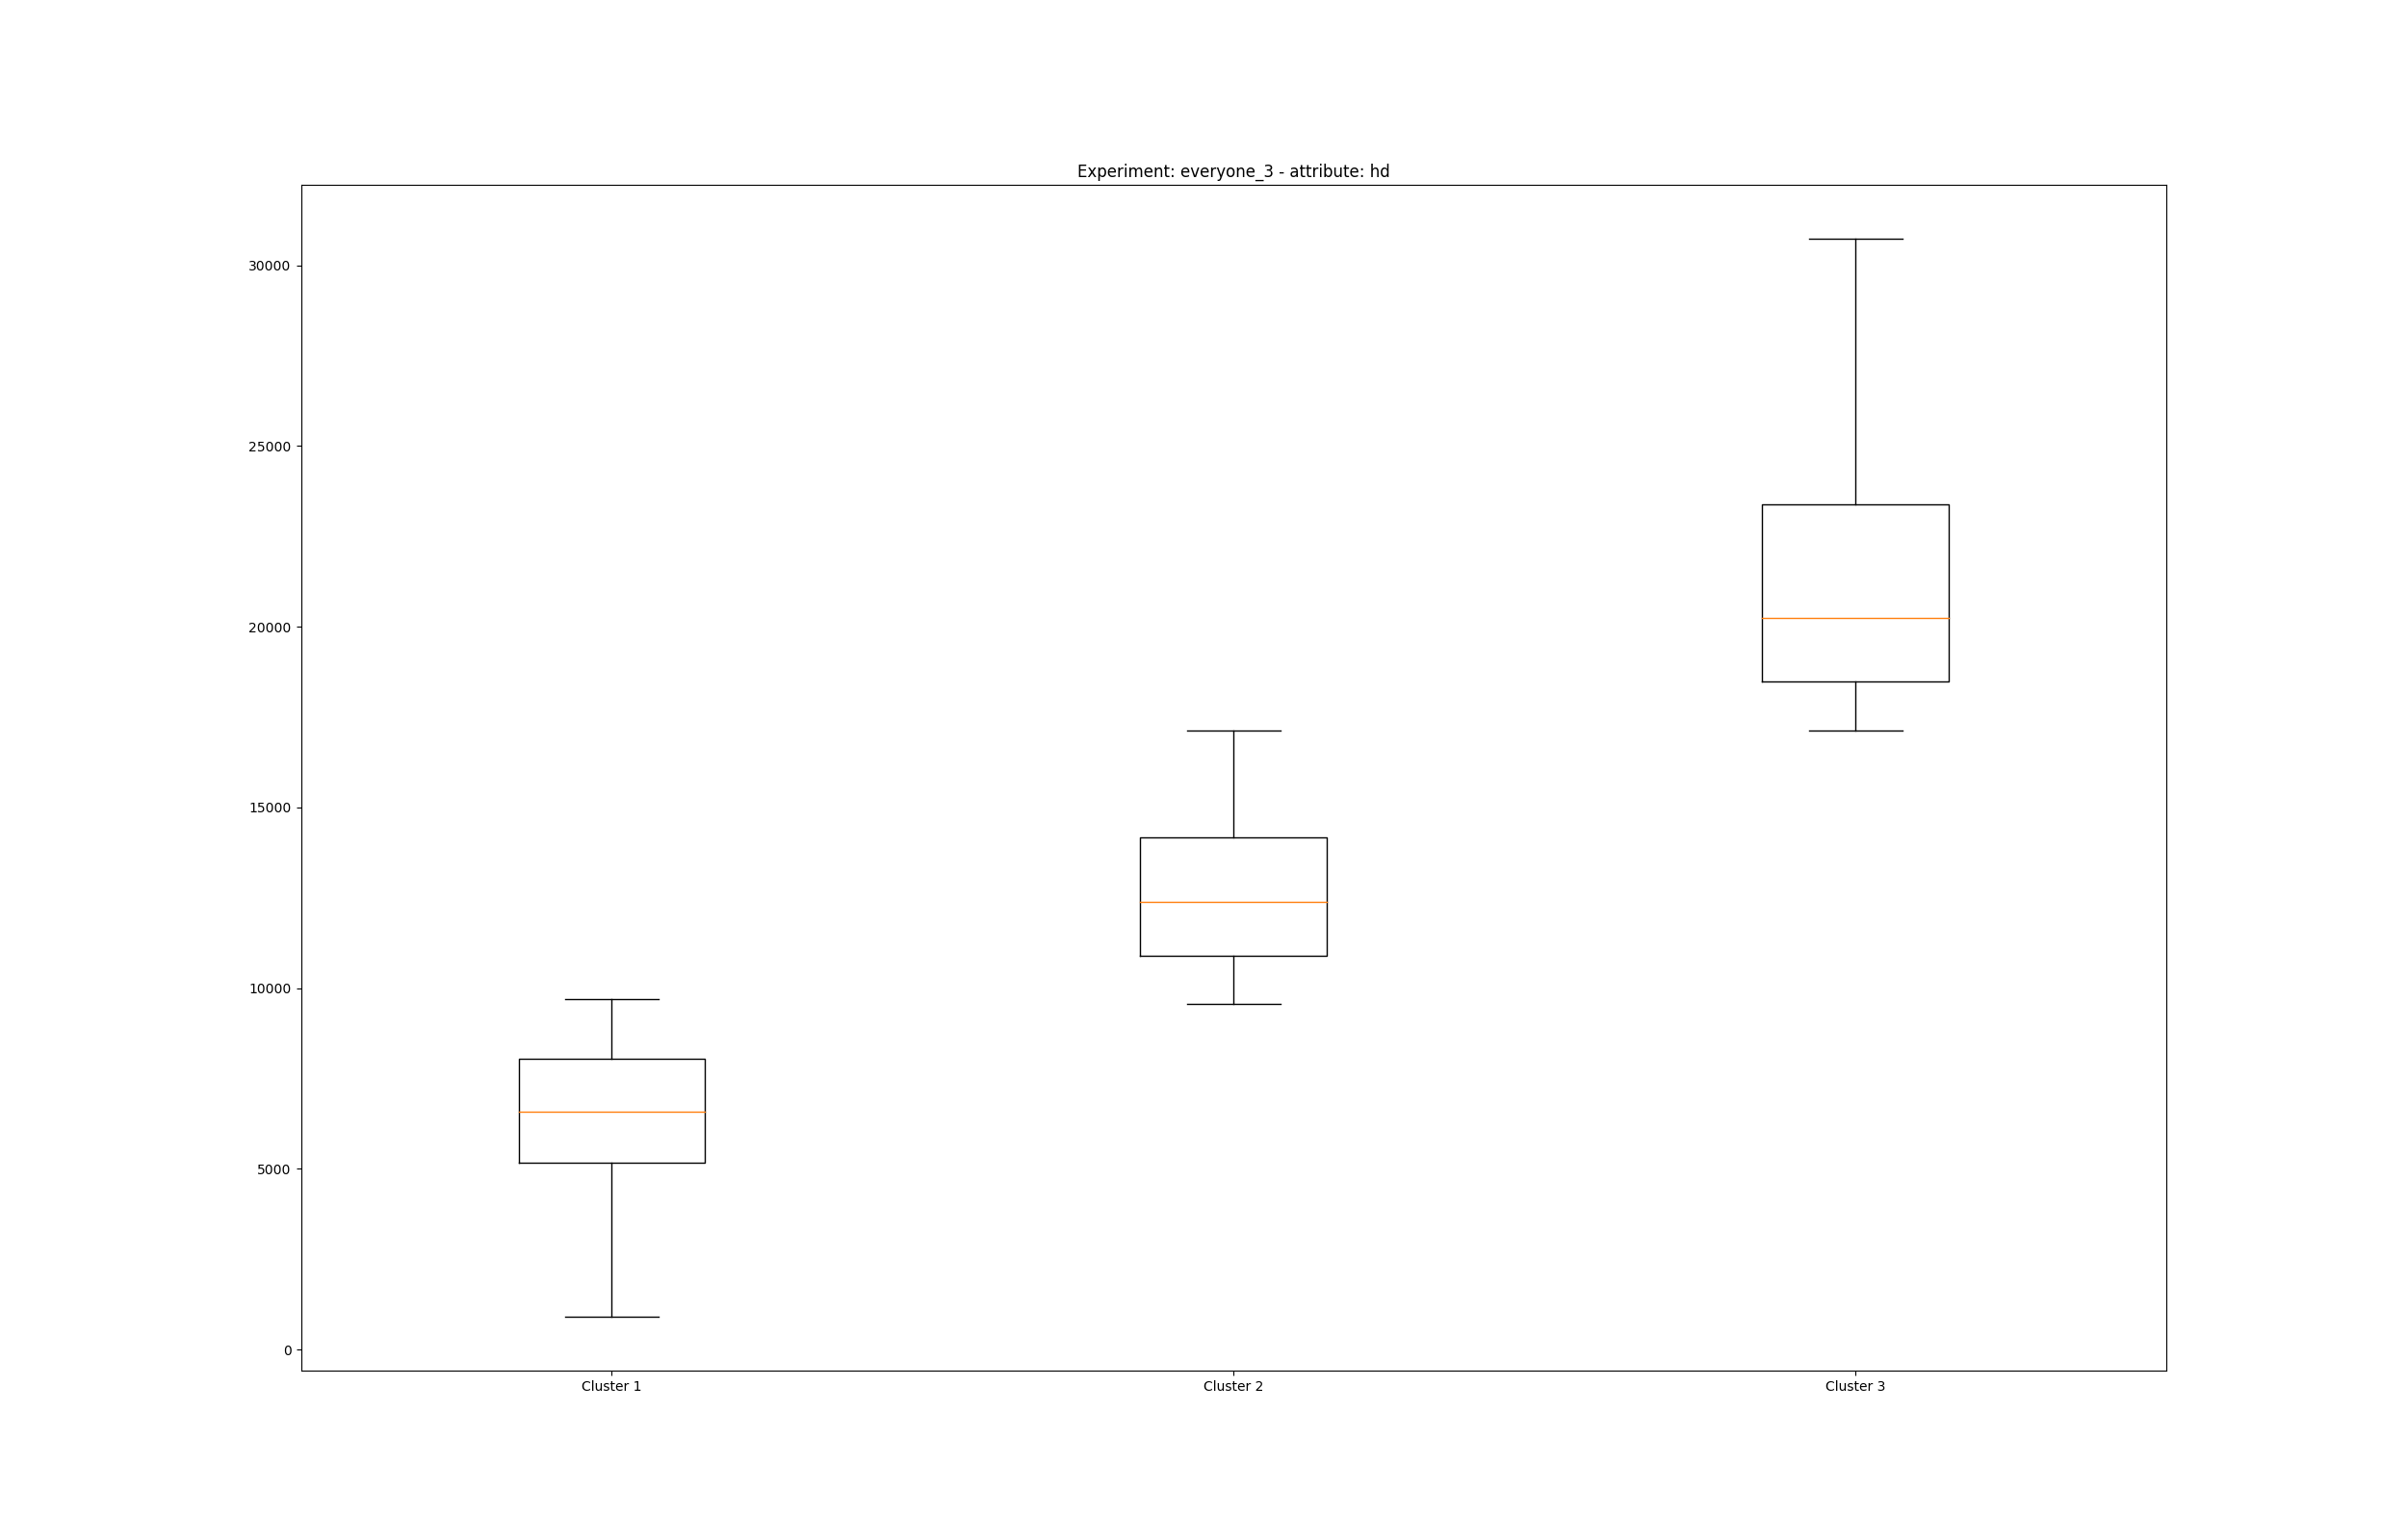 Experiment: everyone_3 - attribute: hd
30000
25000
20000
15000
10000
5000
0
Cluster 1
Cluster 2
Cluster 3